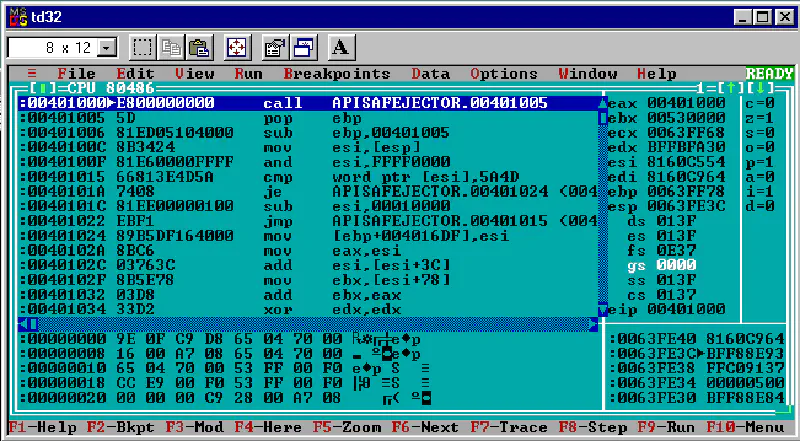 td32
8 x 12
A
≡ File Edit View Run Breakpoints Data Options Window Help READY
[■]=CPU 80486 1=[↑][↓]
:00401000►E800000000 call APISAFEJECTOR.00401005 eax 00401000 c=0
:00401005 5D pop ebp ebx 00530000 z=1
:00401006 81ED05104000 sub ebp,00401005 ecx 0063FF68 s=0
:0040100C 8B3424 mov esi,[esp] edx BFFBFA30 o=0
:0040100F 81E60000FFFF and esi,FFFF0000 esi 8160C554 p=1
:00401015 66813E4D5A cmp word ptr [esi],5A4D edi 8160C964 a=0
:0040101A 7408 je APISAFEJECTOR.00401024 <004 ebp 0063FF78 i=1
:0040101C 81EE00000100 sub esi,00010000 esp 0063FE3C d=0
:00401022 EBF1 jmp APISAFEJECTOR.00401015 <004 ds 013F
:00401024 89B5DF164000 mov [ebp+004016DF],esi es 013F
:0040102A 8BC6 mov eax,esi fs 0E37
:0040102C 03763C add esi,[esi+3C] gs 0000
:0040102F 8B5E78 mov ebx,[esi+78] ss 013F
:00401032 03D8 add ebx,eax cs 0137
:00401034 33D2 xor edx,edx eip 00401000
:00000000 9E 0F C9 D8 65 04 70 00 :0063FE40 8160C964
:00000008 16 00 A7 08 65 04 70 00 :0063FE3C►BFF88E93
:00000010 65 04 70 00 53 FF 00 F0 :0063FE38 FFC09137
:00000018 CC E9 00 F0 53 FF 00 F0 :0063FE34 00000500
:00000020 00 00 00 C9 28 00 A7 08 :0063FE30 BFF88E84
F1-Help F2-Bkpt F3-Mod F4-Here F5-Zoom F6-Next F7-Trace F8-Step F9-Run F10-Menu